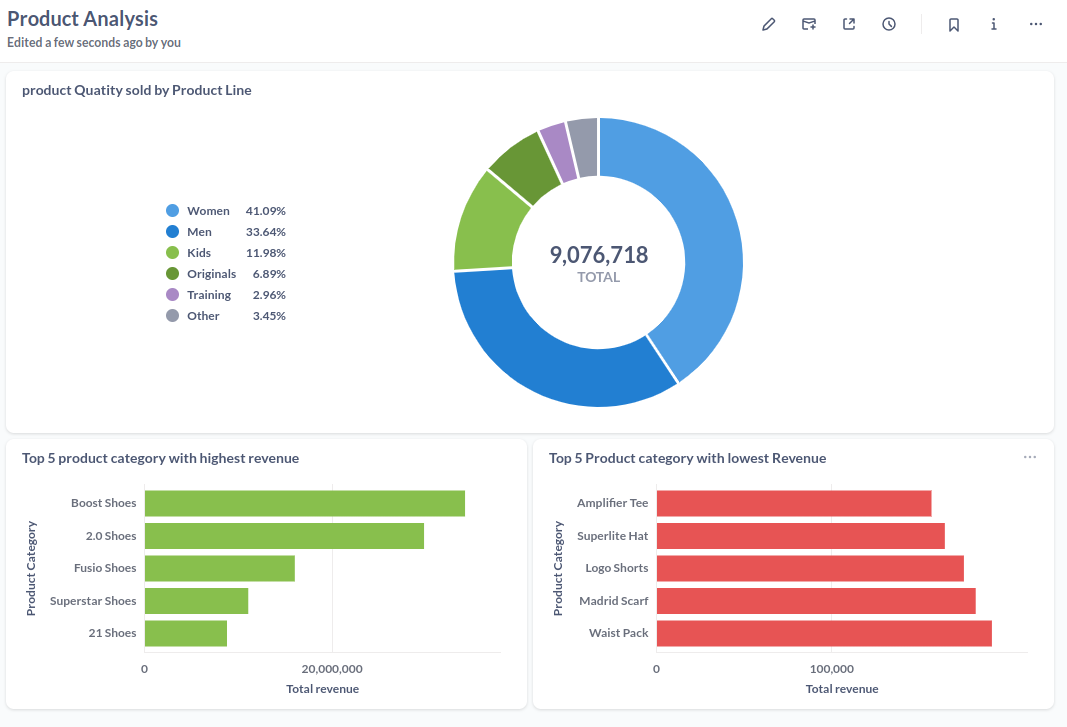 Product Analysis
Edited a few seconds ago by you
product Quatity sold by Product Line
Women 41.09%
Men 33.64%
Kids 11.98%
Originals 6.89%
Training 2.96%
Other 3.45%
9,076,718
TOTAL
Top 5 product category with highest revenue
Product Category
Boost Shoes
2.0 Shoes
Fusio Shoes
Superstar Shoes
21 Shoes
0 20,000,000
Total revenue
Top 5 Product category with lowest Revenue
Product Category
Amplifier Tee
Superlite Hat
Logo Shorts
Madrid Scarf
Waist Pack
0 100,000
Total revenue